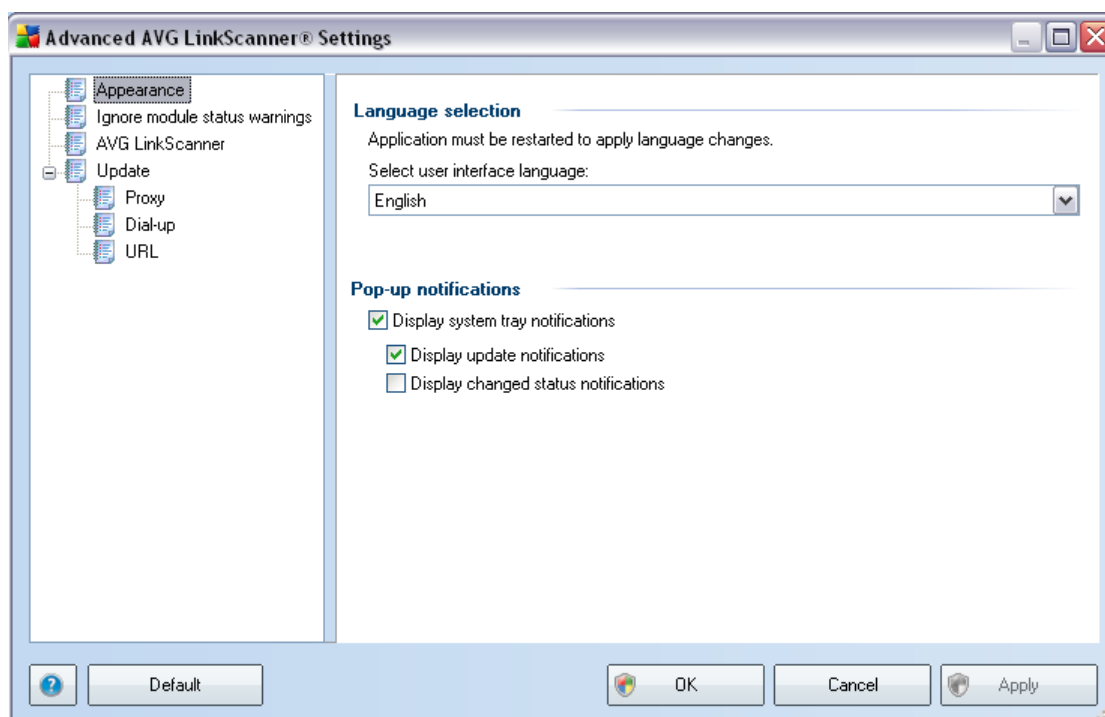 Advanced AVG LinkScanner® Settings
Appearance
Ignore module status warnings
AVG LinkScanner
Update
Proxy
Dial-up
URL
Language selection
Application must be restarted to apply language changes.
Select user interface language:
English
Pop-up notifications
Display system tray notifications
Display update notifications
Display changed status notifications
?
Default
OK
Cancel
Apply